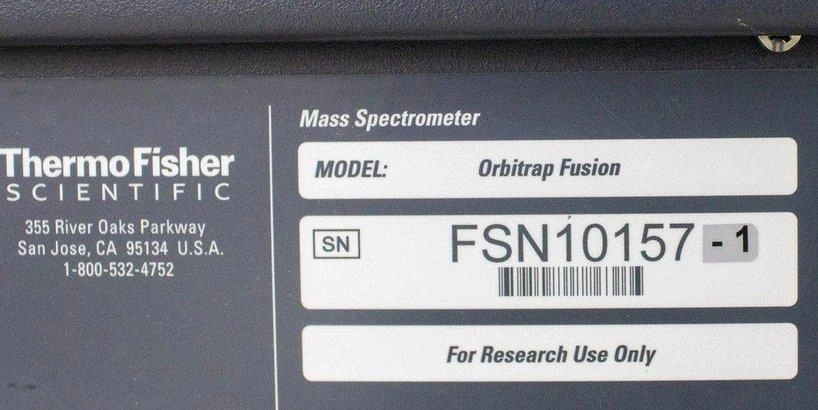 ThermoFisher
SCIENTIFIC
355 River Oaks Parkway
San Jose, CA 95134 U.S.A.
1-800-532-4752
Mass Spectrometer
MODEL: Orbitrap Fusion
SN FSN10157 - 1
For Research Use Only